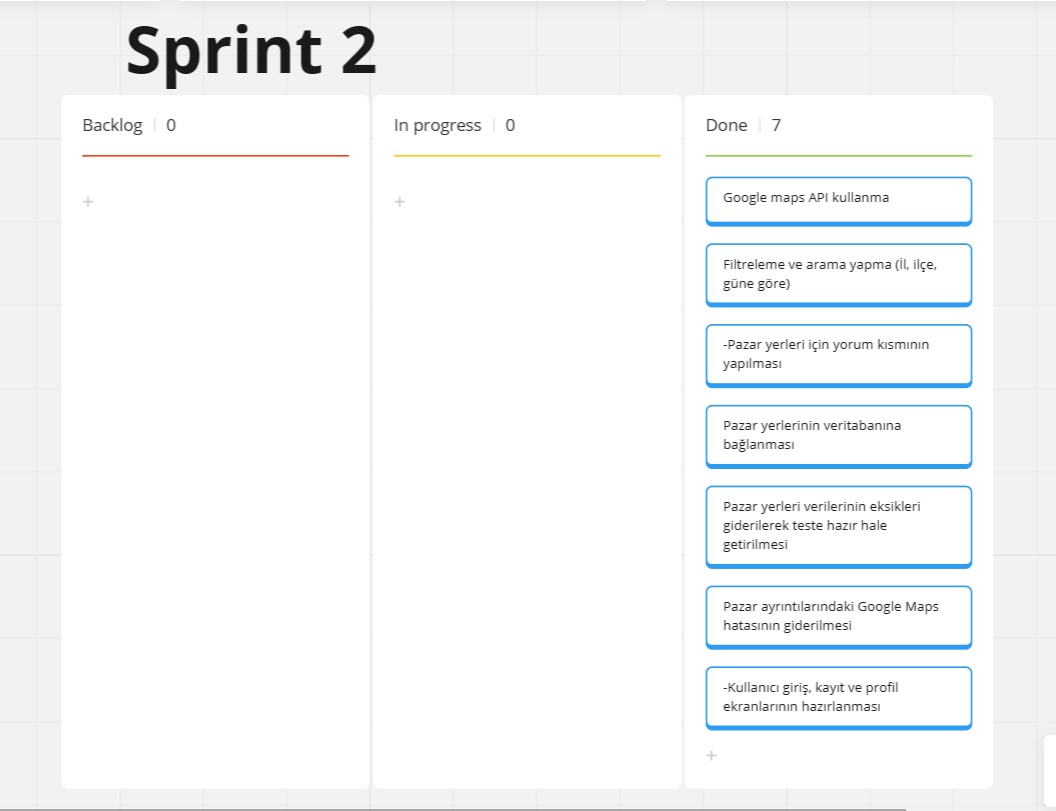 Sprint 2
Backlog | 0
+
In progress | 0
+
Done | 7
Google maps API kullanma
Filtreleme ve arama yapma (İl, ilçe,
güne göre)
-Pazar yerleri için yorum kısmının
yapılması
Pazar yerlerinin veritabanına
bağlanması
Pazar yerleri verilerinin eksikleri
giderilerek teste hazır hale
getirilmesi
Pazar ayrıntılarındaki Google Maps
hatasının giderilmesi
-Kullanıcı giriş, kayıt ve profil
ekranlarının hazırlanması
+